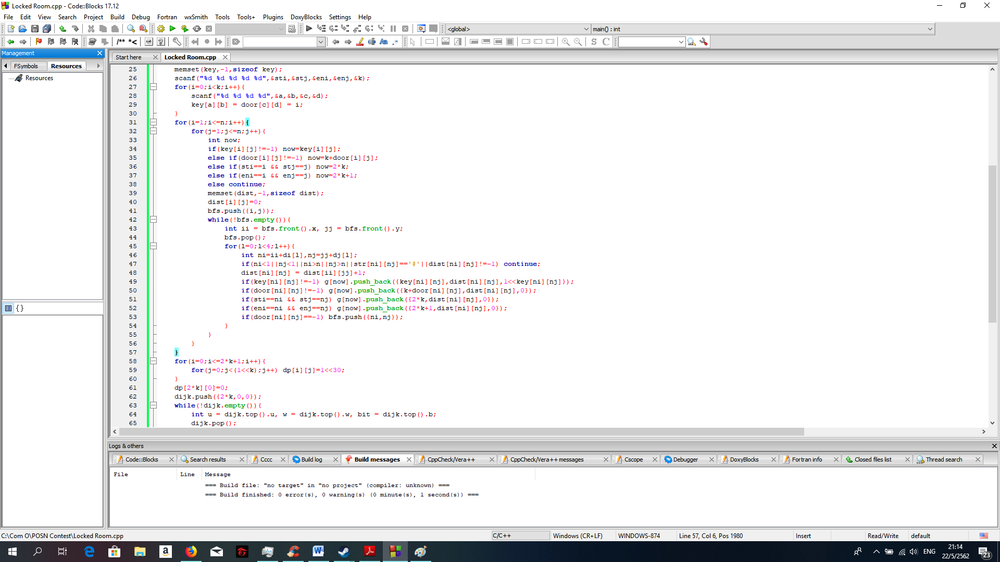 Locked Room.cpp - Code::Blocks 17.12
File Edit View Search Project Build Debug Fortran wxSmith Tools Tools+ Plugins DoxyBlocks Settings Help
<global> main() : int
/** *< .* S C
Management
FSymbols Resources
Resources
{}
Start here Locked Room.cpp
25 memset(key,-1,sizeof key);
26 scanf("%d %d %d %d %d",&sti,&stj,&eni,&enj,&k);
27 for(i=0;i<k;i++){
28 scanf("%d %d %d %d",&a,&b,&c,&d);
29 key[a][b] = door[c][d] = i;
30 }
31 for(i=1;i<=n;i++){
32 for(j=1;j<=n;j++){
33 int now;
34 if(key[i][j]!=-1) now=key[i][j];
35 else if(door[i][j]!=-1) now=k+door[i][j];
36 else if(sti==i && stj==j) now=2*k;
37 else if(eni==i && enj==j) now=2*k+1;
38 else continue;
39 memset(dist,-1,sizeof dist);
40 dist[i][j]=0;
41 bfs.push({i,j});
42 while(!bfs.empty()){
43 int ii = bfs.front().x, jj = bfs.front().y;
44 bfs.pop();
45 for(l=0;l<4;l++){
46 int ni=ii+di[l],nj=jj+dj[l];
47 if(ni<1||nj<1||ni>n||nj>n||str[ni][nj]=='#'||dist[ni][nj]!=-1) continue;
48 dist[ni][nj] = dist[ii][jj]+1;
49 if(key[ni][nj]!=-1) g[now].push_back({key[ni][nj],dist[ni][nj],1<<key[ni][nj]});
50 if(door[ni][nj]!=-1) g[now].push_back({k+door[ni][nj],dist[ni][nj],0});
51 if(sti==ni && stj==nj) g[now].push_back({2*k,dist[ni][nj],0});
52 if(eni==ni && enj==nj) g[now].push_back({2*k+1,dist[ni][nj],0});
53 if(door[ni][nj]==-1) bfs.push({ni,nj});
54 }
55 }
56 }
57 }
58 for(i=0;i<=2*k+1;i++){
59 for(j=0;j<(1<<k);j++) dp[i][j]=1<<30;
60 }
61 dp[2*k][0]=0;
62 dijk.push({2*k,0,0});
63 while(!dijk.empty()){
64 int u = dijk.top().u, w = dijk.top().w, bit = dijk.top().b;
65 dijk.pop();
Logs & others
Code::Blocks Search results Cccc Build log Build messages CppCheck/Vera++ CppCheck/Vera++ messages Cscope Debugger DoxyBlocks Fortran info Closed files list Thread search
File Line Message
=== Build file: "no target" in "no project" (compiler: unknown) ===
=== Build finished: 0 error(s), 0 warning(s) (0 minute(s), 1 second(s)) ===
C:\Com O\POSN Contest\Locked Room.cpp C/C++ Windows (CR+LF) WINDOWS-874 Line 57, Col 6, Pos 1980 Insert Read/Write default
ENG 21:14
22/5/2562 23